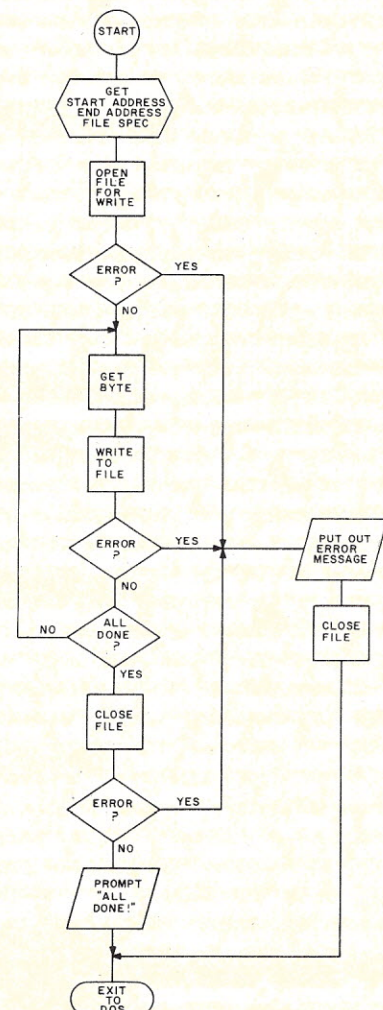 START
GET
START ADDRESS
END ADDRESS
FILE SPEC
OPEN
FILE
FOR
WRITE
ERROR
?
YES
NO
GET
BYTE
WRITE
TO
FILE
ERROR
?
YES
NO
PUT OUT
ERROR
MESSAGE
ALL
DONE
?
NO
YES
CLOSE
FILE
CLOSE
FILE
ERROR
?
YES
NO
PROMPT
"ALL
DONE!"
EXIT
TO
DOS